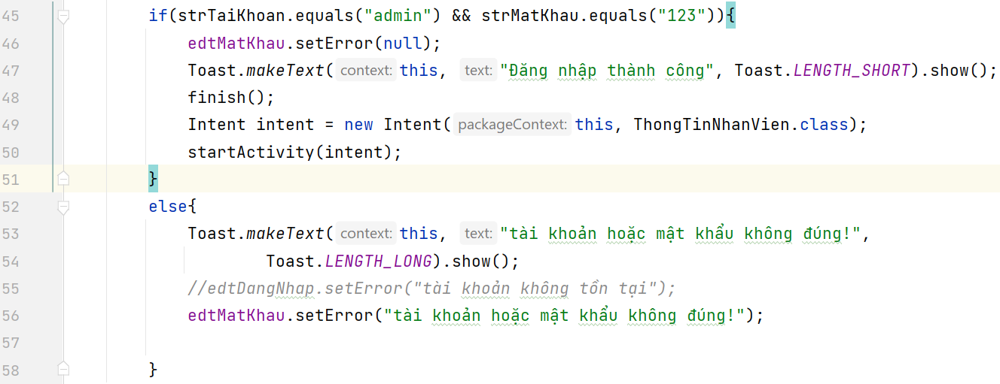 45 if(strTaiKhoan.equals("admin") && strMatKhau.equals("123")){
46 edtMatKhau.setError(null);
47 Toast.makeText( context: this, text: "Đăng nhập thành công", Toast.LENGTH_SHORT).show();
48 finish();
49 Intent intent = new Intent( packageContext: this, ThongTinNhanVien.class);
50 startActivity(intent);
51 }
52 else{
53 Toast.makeText( context: this, text: "tài khoản hoặc mật khẩu không đúng!",
54 Toast.LENGTH_LONG).show();
55 //edtDangNhap.setError("tài khoản không tồn tại");
56 edtMatKhau.setError("tài khoản hoặc mật khẩu không đúng!");
57
58 }